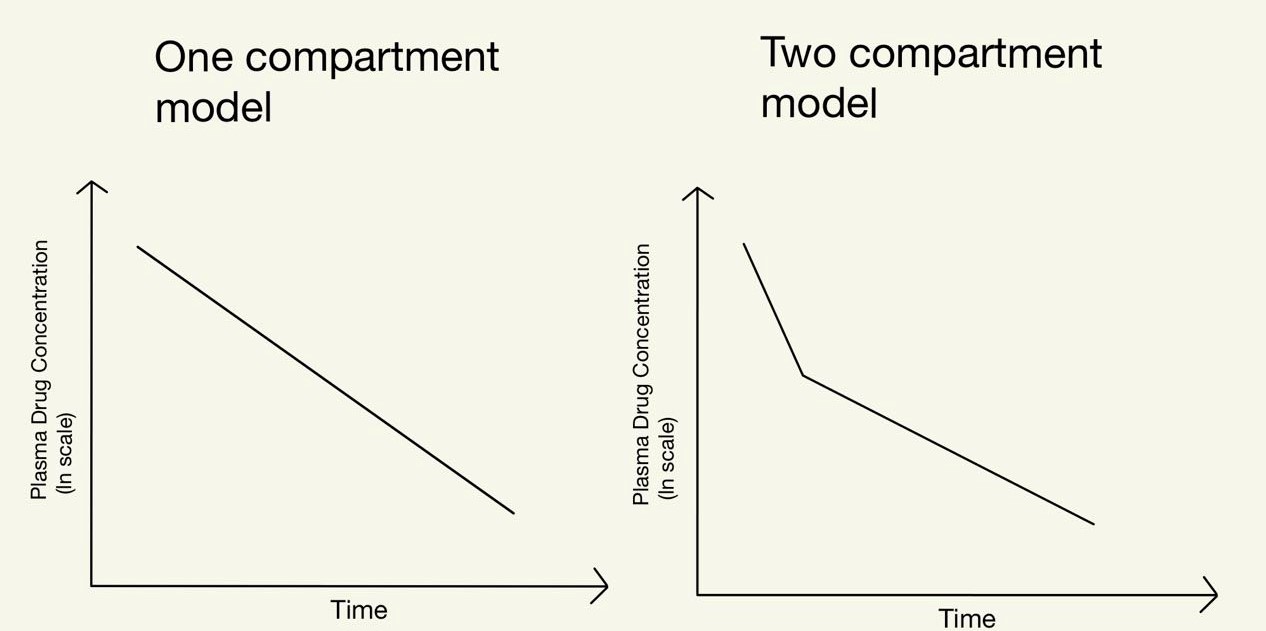 One compartment
model
Plasma Drug Concentration
(ln scale)
Time
Two compartment
model
Plasma Drug Concentration
(ln scale)
Time